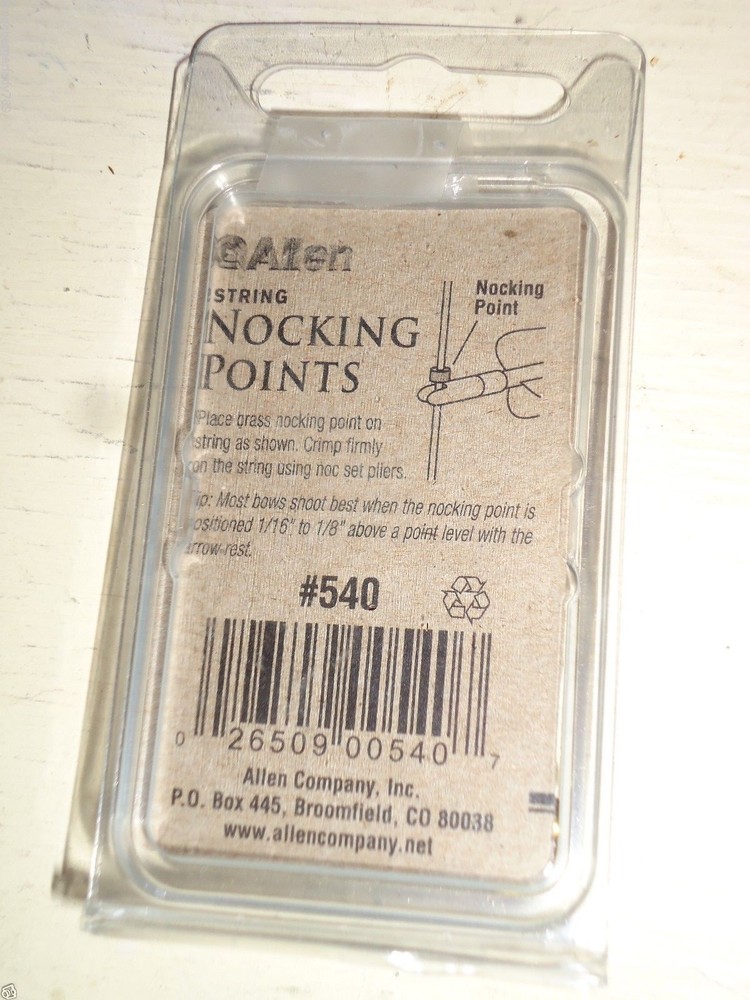 Allen
STRING
NOCKING
POINTS
Nocking
Point
Place brass nocking point on
string as shown. Crimp firmly
on the string using noc set pliers.
Tip: Most bows shoot best when the nocking point is
positioned 1/16" to 1/8" above a point level with the
arrow rest.
#540
0 26509 00540 7
Allen Company, Inc.
P.O. Box 445, Broomfield, CO 80038
www.allencompany.net